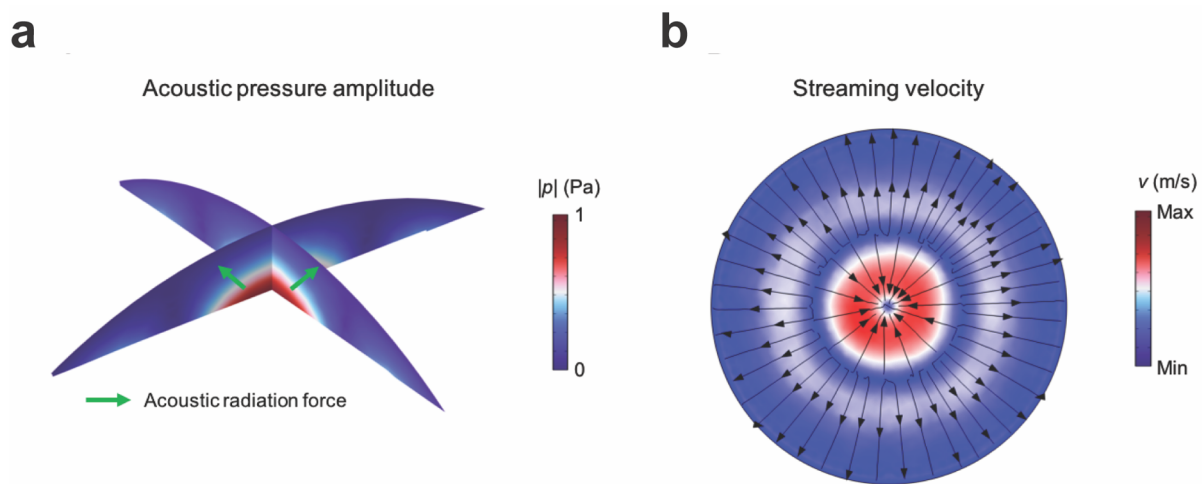 a
Acoustic pressure amplitude
|p| (Pa)
1
0
Acoustic radiation force
b
Streaming velocity
v (m/s)
Max
Min